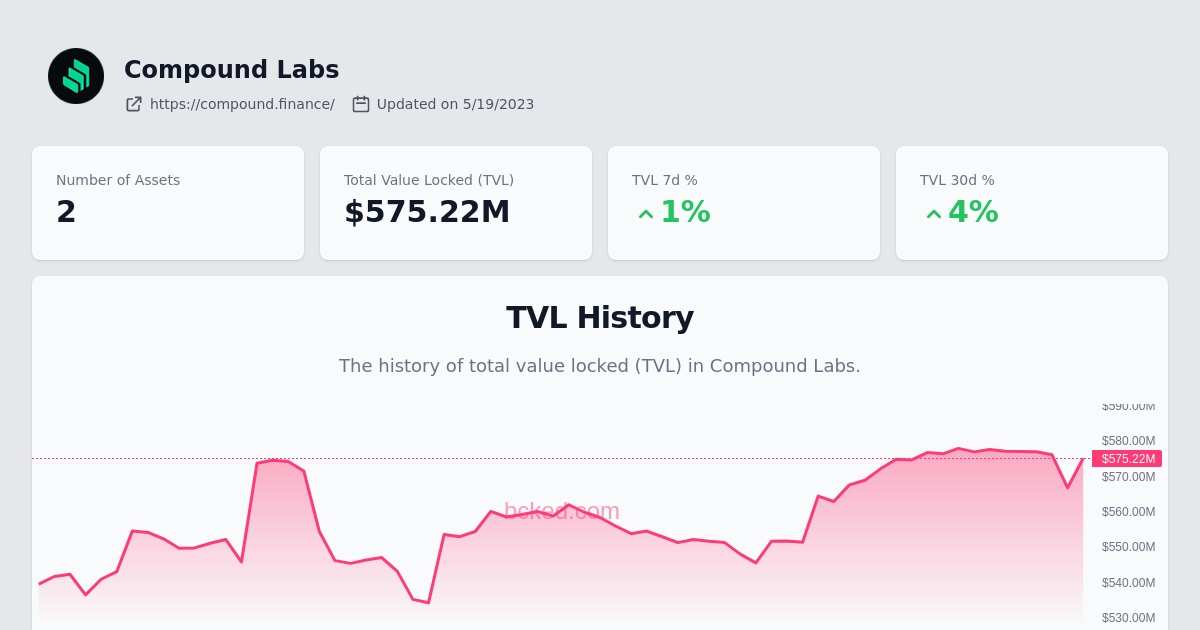 Compound Labs
https://compound.finance/ Updated on 5/19/2023
Number of Assets
2
Total Value Locked (TVL)
$575.22M
TVL 7d %
1%
TVL 30d %
4%
TVL History
The history of total value locked (TVL) in Compound Labs.
$590.00M
$580.00M
$575.22M
$570.00M
$560.00M
bcked.com
$550.00M
$540.00M
$530.00M